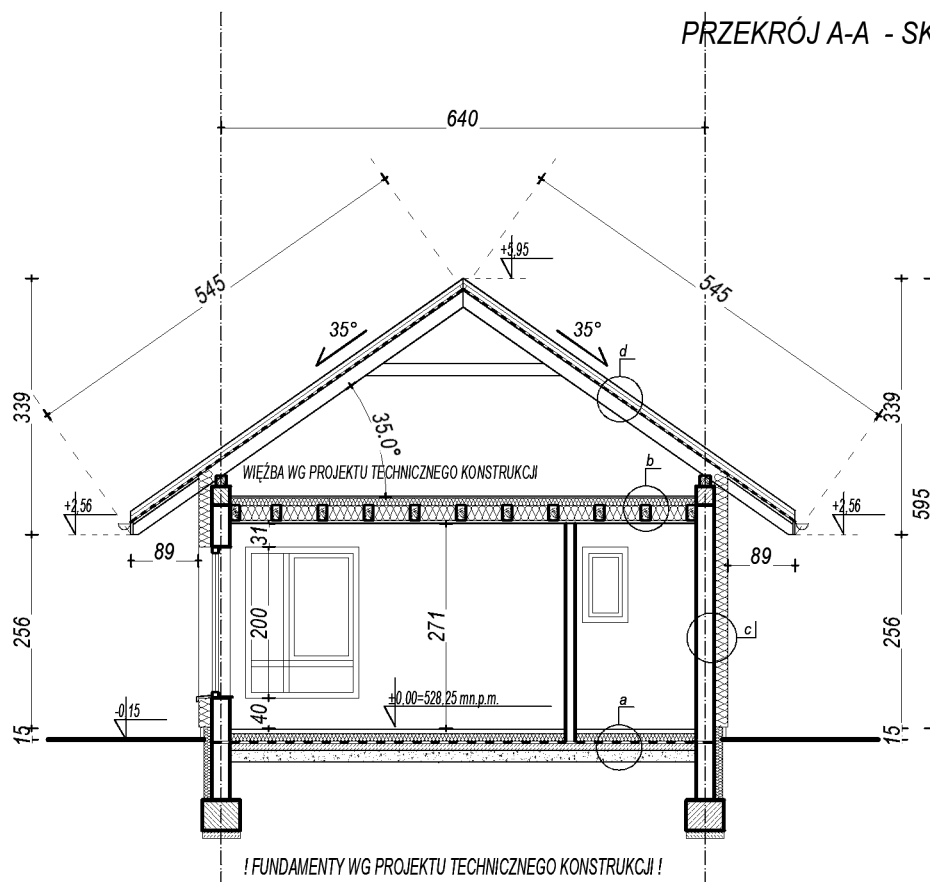 PRZEKRÓJ A-A - SK
640
+5,95
545
545
35°
35°
d
339
339
35.0°
WIĘŹBA WG PROJEKTU TECHNICZNEGO KONSTRUKCJI
b
+2,56
+2,56
595
31
89
89
256
200
271
256
c
±0,00=528,25 mn.p.m.
a
-0,15
40
15
15
! FUNDAMENTY WG PROJEKTU TECHNICZNEGO KONSTRUKCJI !